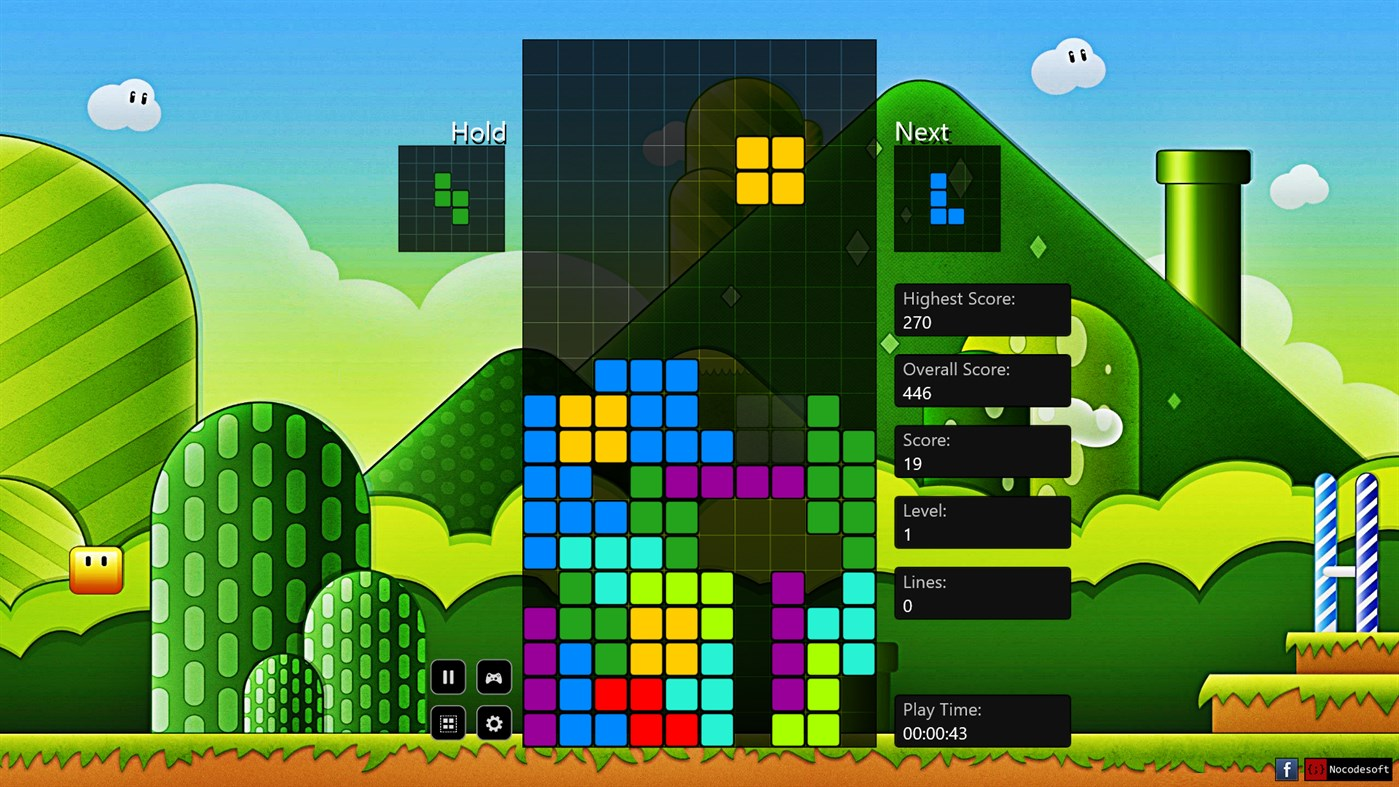 Hold
Next
Highest Score:
270
Overall Score:
446
Score:
19
Level:
1
Lines:
0
Play Time:
00:00:43
f
{;} Nocodesoft